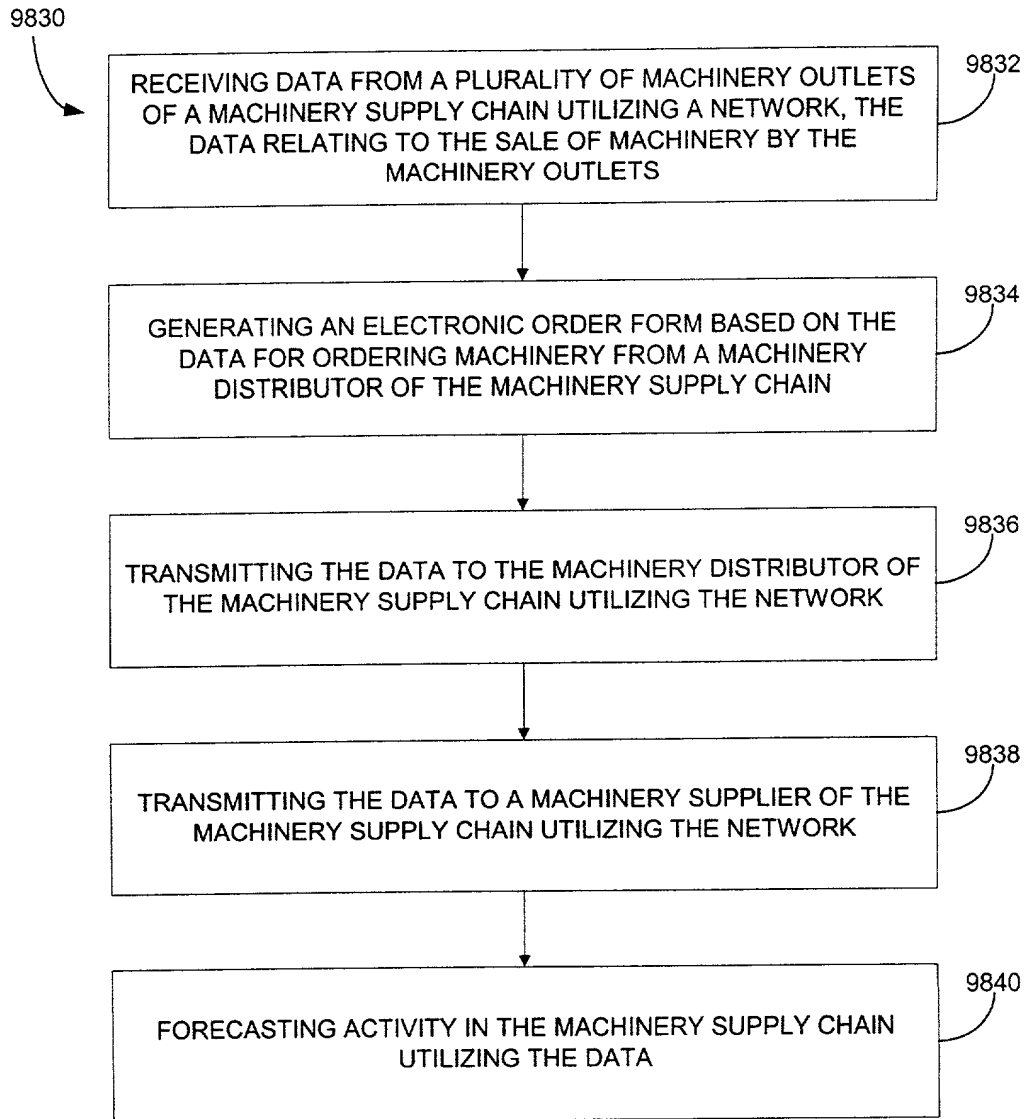 9830
RECEIVING DATA FROM A PLURALITY OF MACHINERY OUTLETS
OF A MACHINERY SUPPLY CHAIN UTILIZING A NETWORK, THE
DATA RELATING TO THE SALE OF MACHINERY BY THE
MACHINERY OUTLETS
9832
GENERATING AN ELECTRONIC ORDER FORM BASED ON THE
DATA FOR ORDERING MACHINERY FROM A MACHINERY
DISTRIBUTOR OF THE MACHINERY SUPPLY CHAIN
9834
TRANSMITTING THE DATA TO THE MACHINERY DISTRIBUTOR OF
THE MACHINERY SUPPLY CHAIN UTILIZING THE NETWORK
9836
TRANSMITTING THE DATA TO A MACHINERY SUPPLIER OF THE
MACHINERY SUPPLY CHAIN UTILIZING THE NETWORK
9838
FORECASTING ACTIVITY IN THE MACHINERY SUPPLY CHAIN
UTILIZING THE DATA
9840